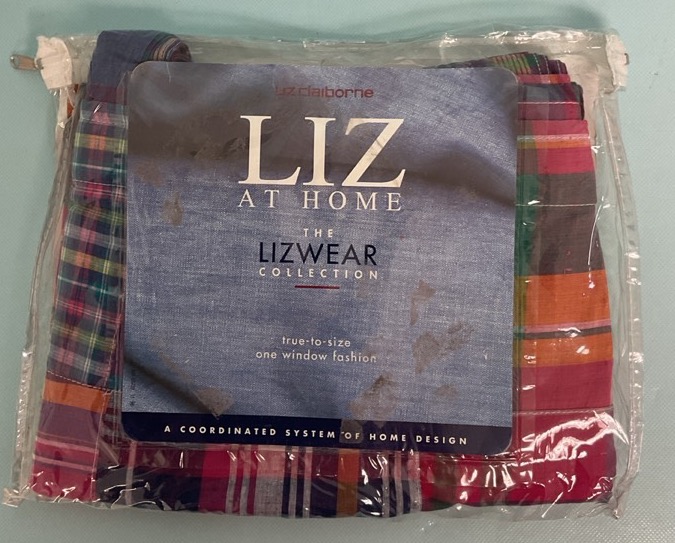 liz claiborne
LIZ
AT HOME
THE
LIZWEAR
COLLECTION
true-to-size
one window fashion
A COORDINATED SYSTEM OF HOME DESIGN